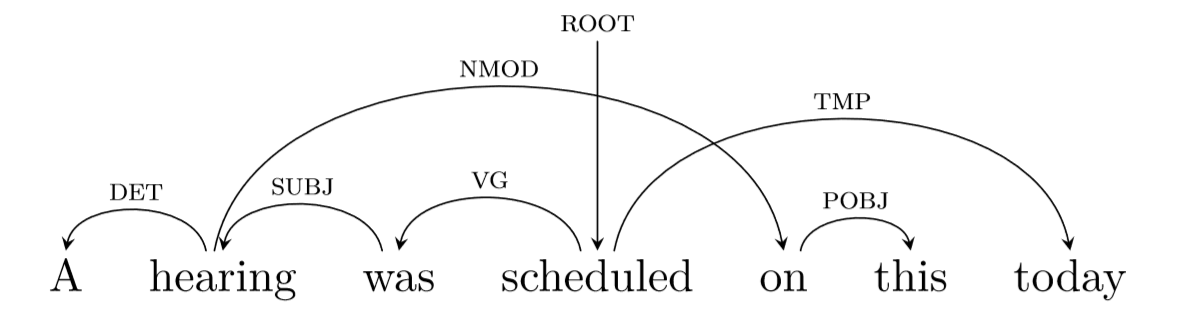 ROOT
NMOD
TMP
DET SUBJ VG POBJ
A hearing was scheduled on this today